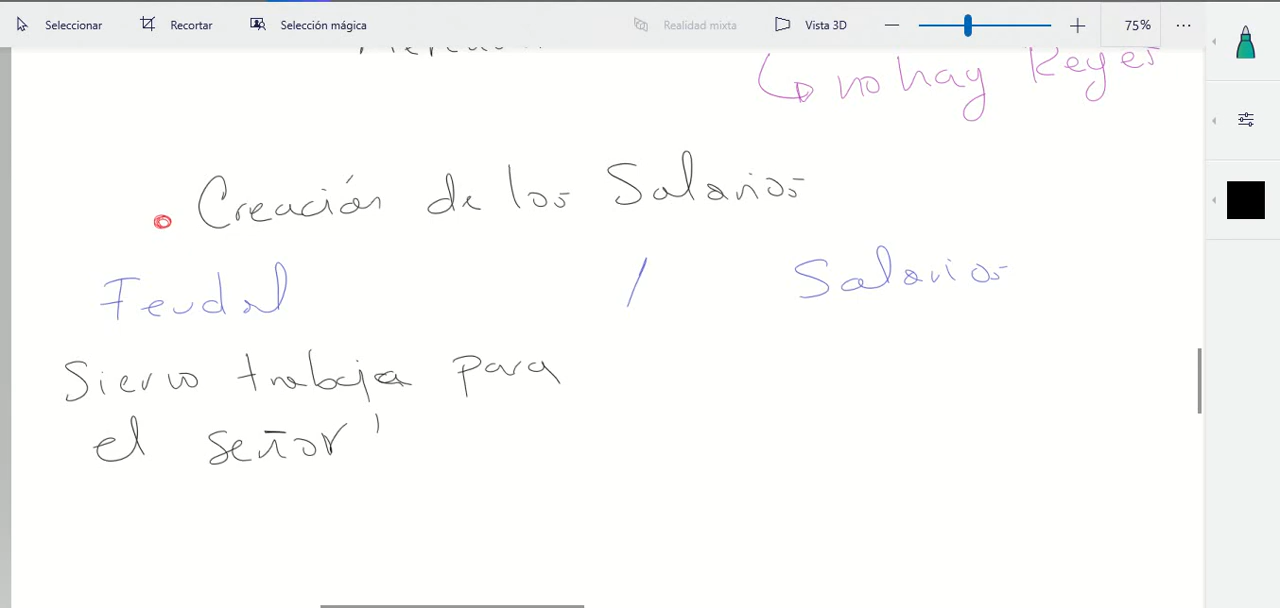 Seleccionar Recortar Selección mágica Realidad mixta Vista 3D 75%
no hay Reyes
Creación de los Salarios
Feudal / Salarios
Siervo trabaja para
el señor